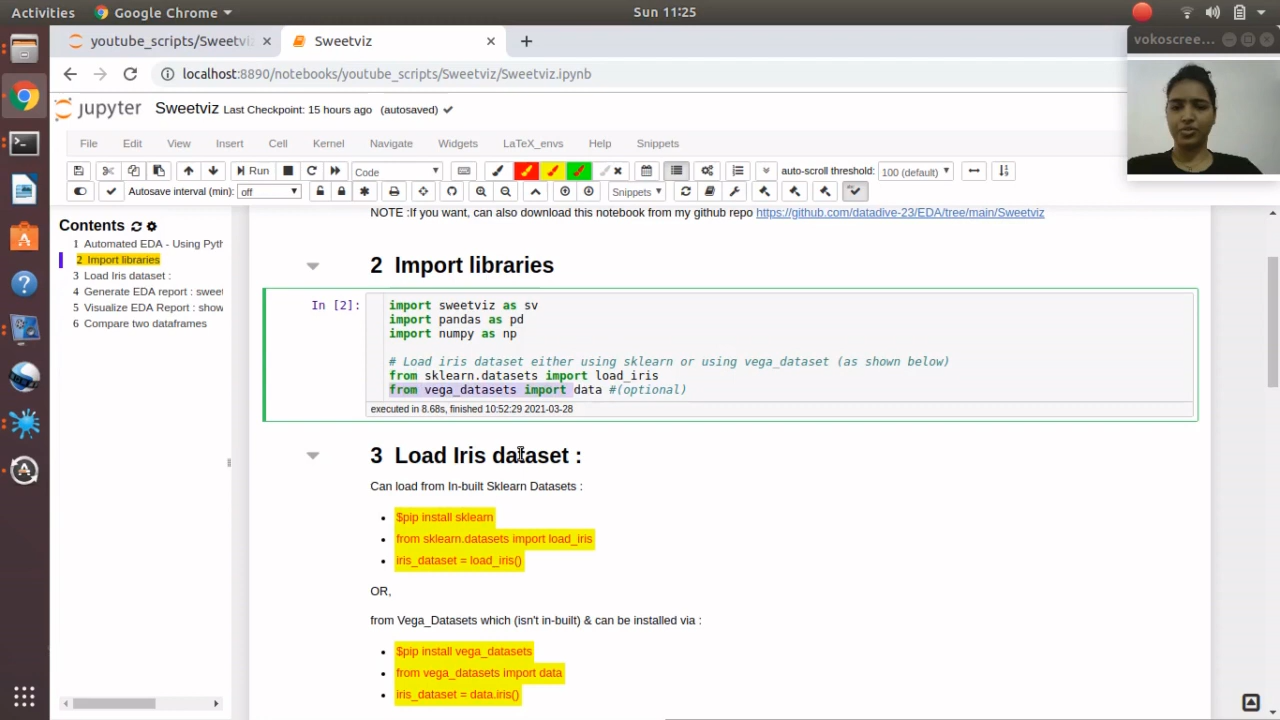 Activities
Google Chrome
Sun 11:25
vokoscree...
youtube_scripts/Sweetviz
Sweetviz
localhost:8890/notebooks/youtube_scripts/Sweetviz/Sweetviz.ipynb
jupyter Sweetviz Last Checkpoint: 15 hours ago (autosaved)
File Edit View Insert Cell Kernel Navigate Widgets LaTeX_envs Help Snippets
Run Code auto-scroll threshold: 100 (default)
Autosave interval (min): off Snippets
Contents
1 Automated EDA - Using Pyth
2 Import libraries
3 Load Iris dataset :
4 Generate EDA report : sweet
5 Visualize EDA Report : show
6 Compare two dataframes
NOTE :If you want, can also download this notebook from my github repo https://github.com/datadive-23/EDA/tree/main/Sweetviz
2 Import libraries
In [2]:
import sweetviz as sv
import pandas as pd
import numpy as np
# Load iris dataset either using sklearn or using vega_dataset (as shown below)
from sklearn.datasets import load_iris
from vega_datasets import data #(optional)
executed in 8.68s, finished 10:52:29 2021-03-28
3 Load Iris dataset :
Can load from In-built Sklearn Datasets :
$pip install sklearn
from sklearn.datasets import load_iris
iris_dataset = load_iris()
OR,
from Vega_Datasets which (isn't in-built) & can be installed via :
$pip install vega_datasets
from vega_datasets import data
iris_dataset = data.iris()